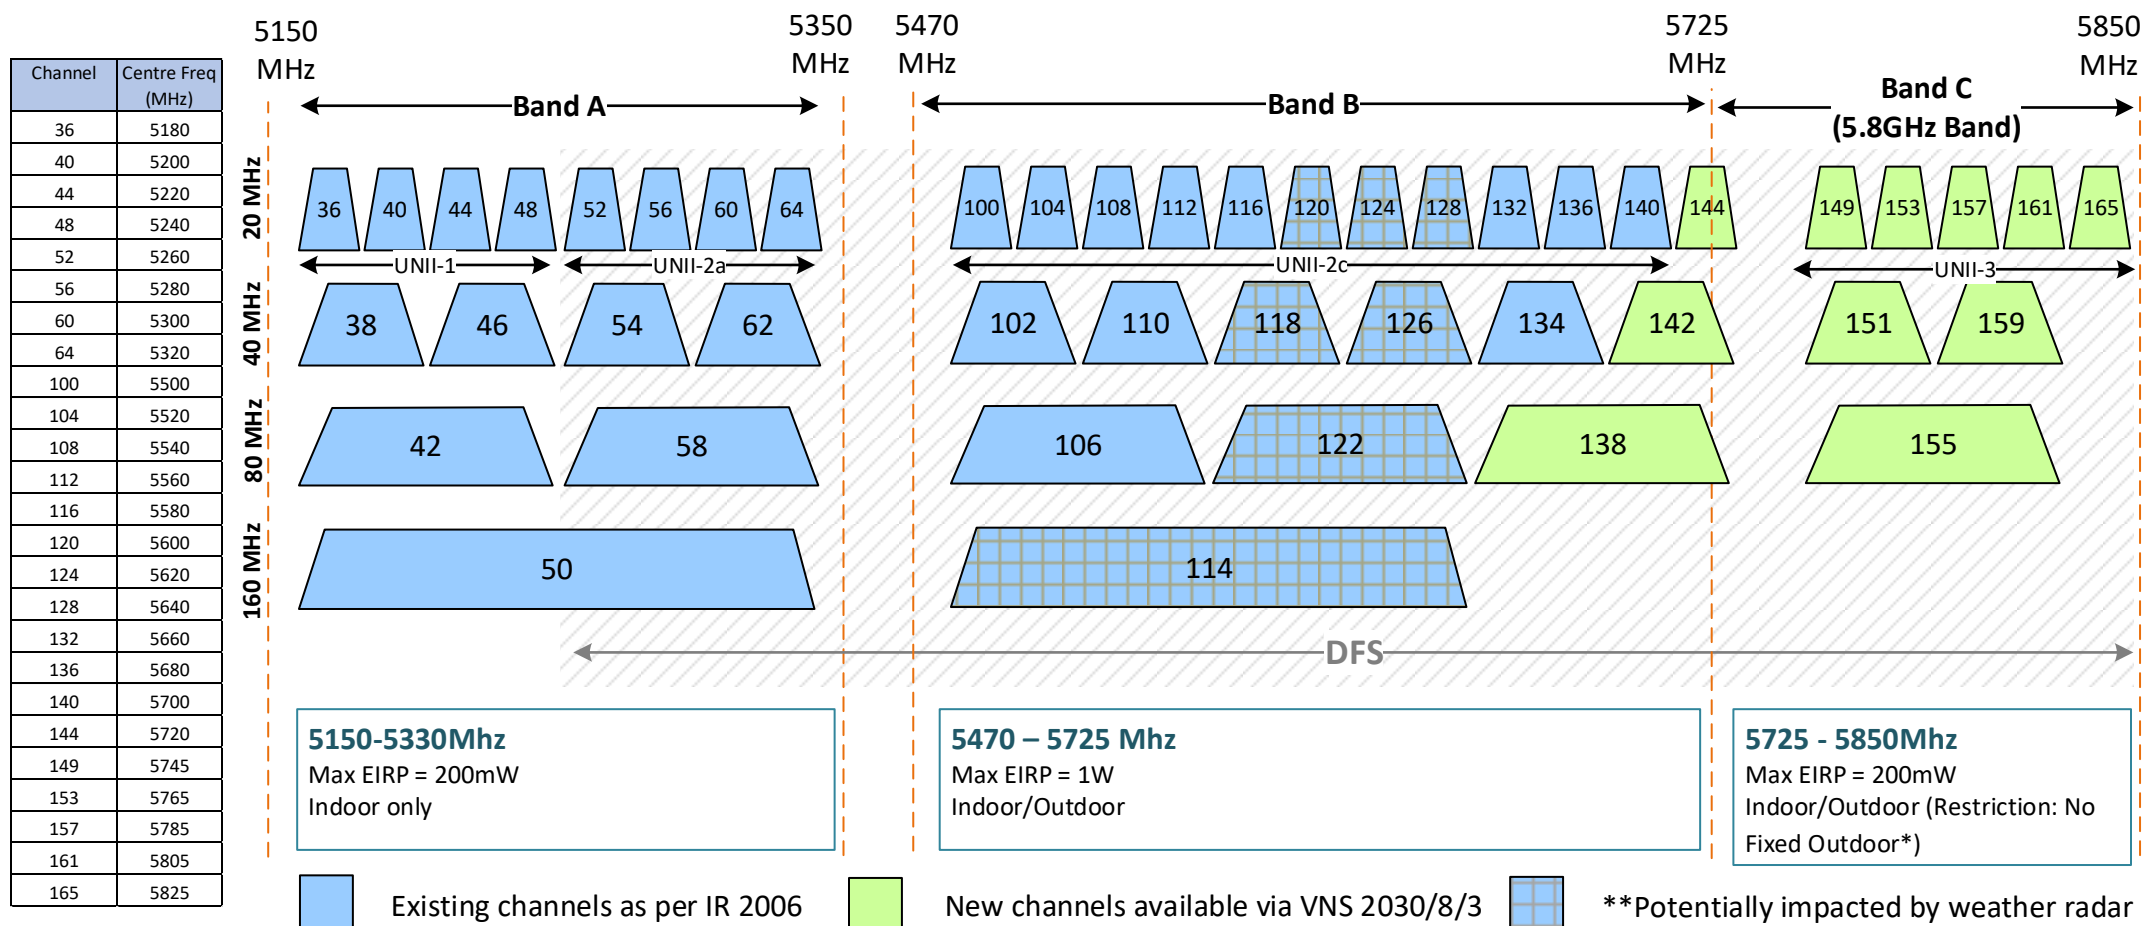 5150
MHz
5350
MHz
5470
MHz
5725
MHz
5850
MHz
Channel Centre Freq
(MHz)
36 5180
40 5200
44 5220
48 5240
52 5260
56 5280
60 5300
64 5320
100 5500
104 5520
108 5540
112 5560
116 5580
120 5600
124 5620
128 5640
132 5660
136 5680
140 5700
144 5720
149 5745
153 5765
157 5785
161 5805
165 5825
Band A
Band B
Band C
(5.8GHz Band)
20 MHz
36 40 44 48 52 56 60 64 100 104 108 112 116 120 124 128 132 136 140 144 149 153 157 161 165
UNII-1 UNII-2a UNII-2c UNII-3
40 MHz
38 46 54 62 102 110 118 126 134 142 151 159
80 MHz
42 58 106 122 138 155
160 MHz
50 114
DFS
5150-5330Mhz
Max EIRP = 200mW
Indoor only
5470 – 5725 Mhz
Max EIRP = 1W
Indoor/Outdoor
5725 - 5850Mhz
Max EIRP = 200mW
Indoor/Outdoor (Restriction: No
Fixed Outdoor*)
Existing channels as per IR 2006
New channels available via VNS 2030/8/3
**Potentially impacted by weather radar